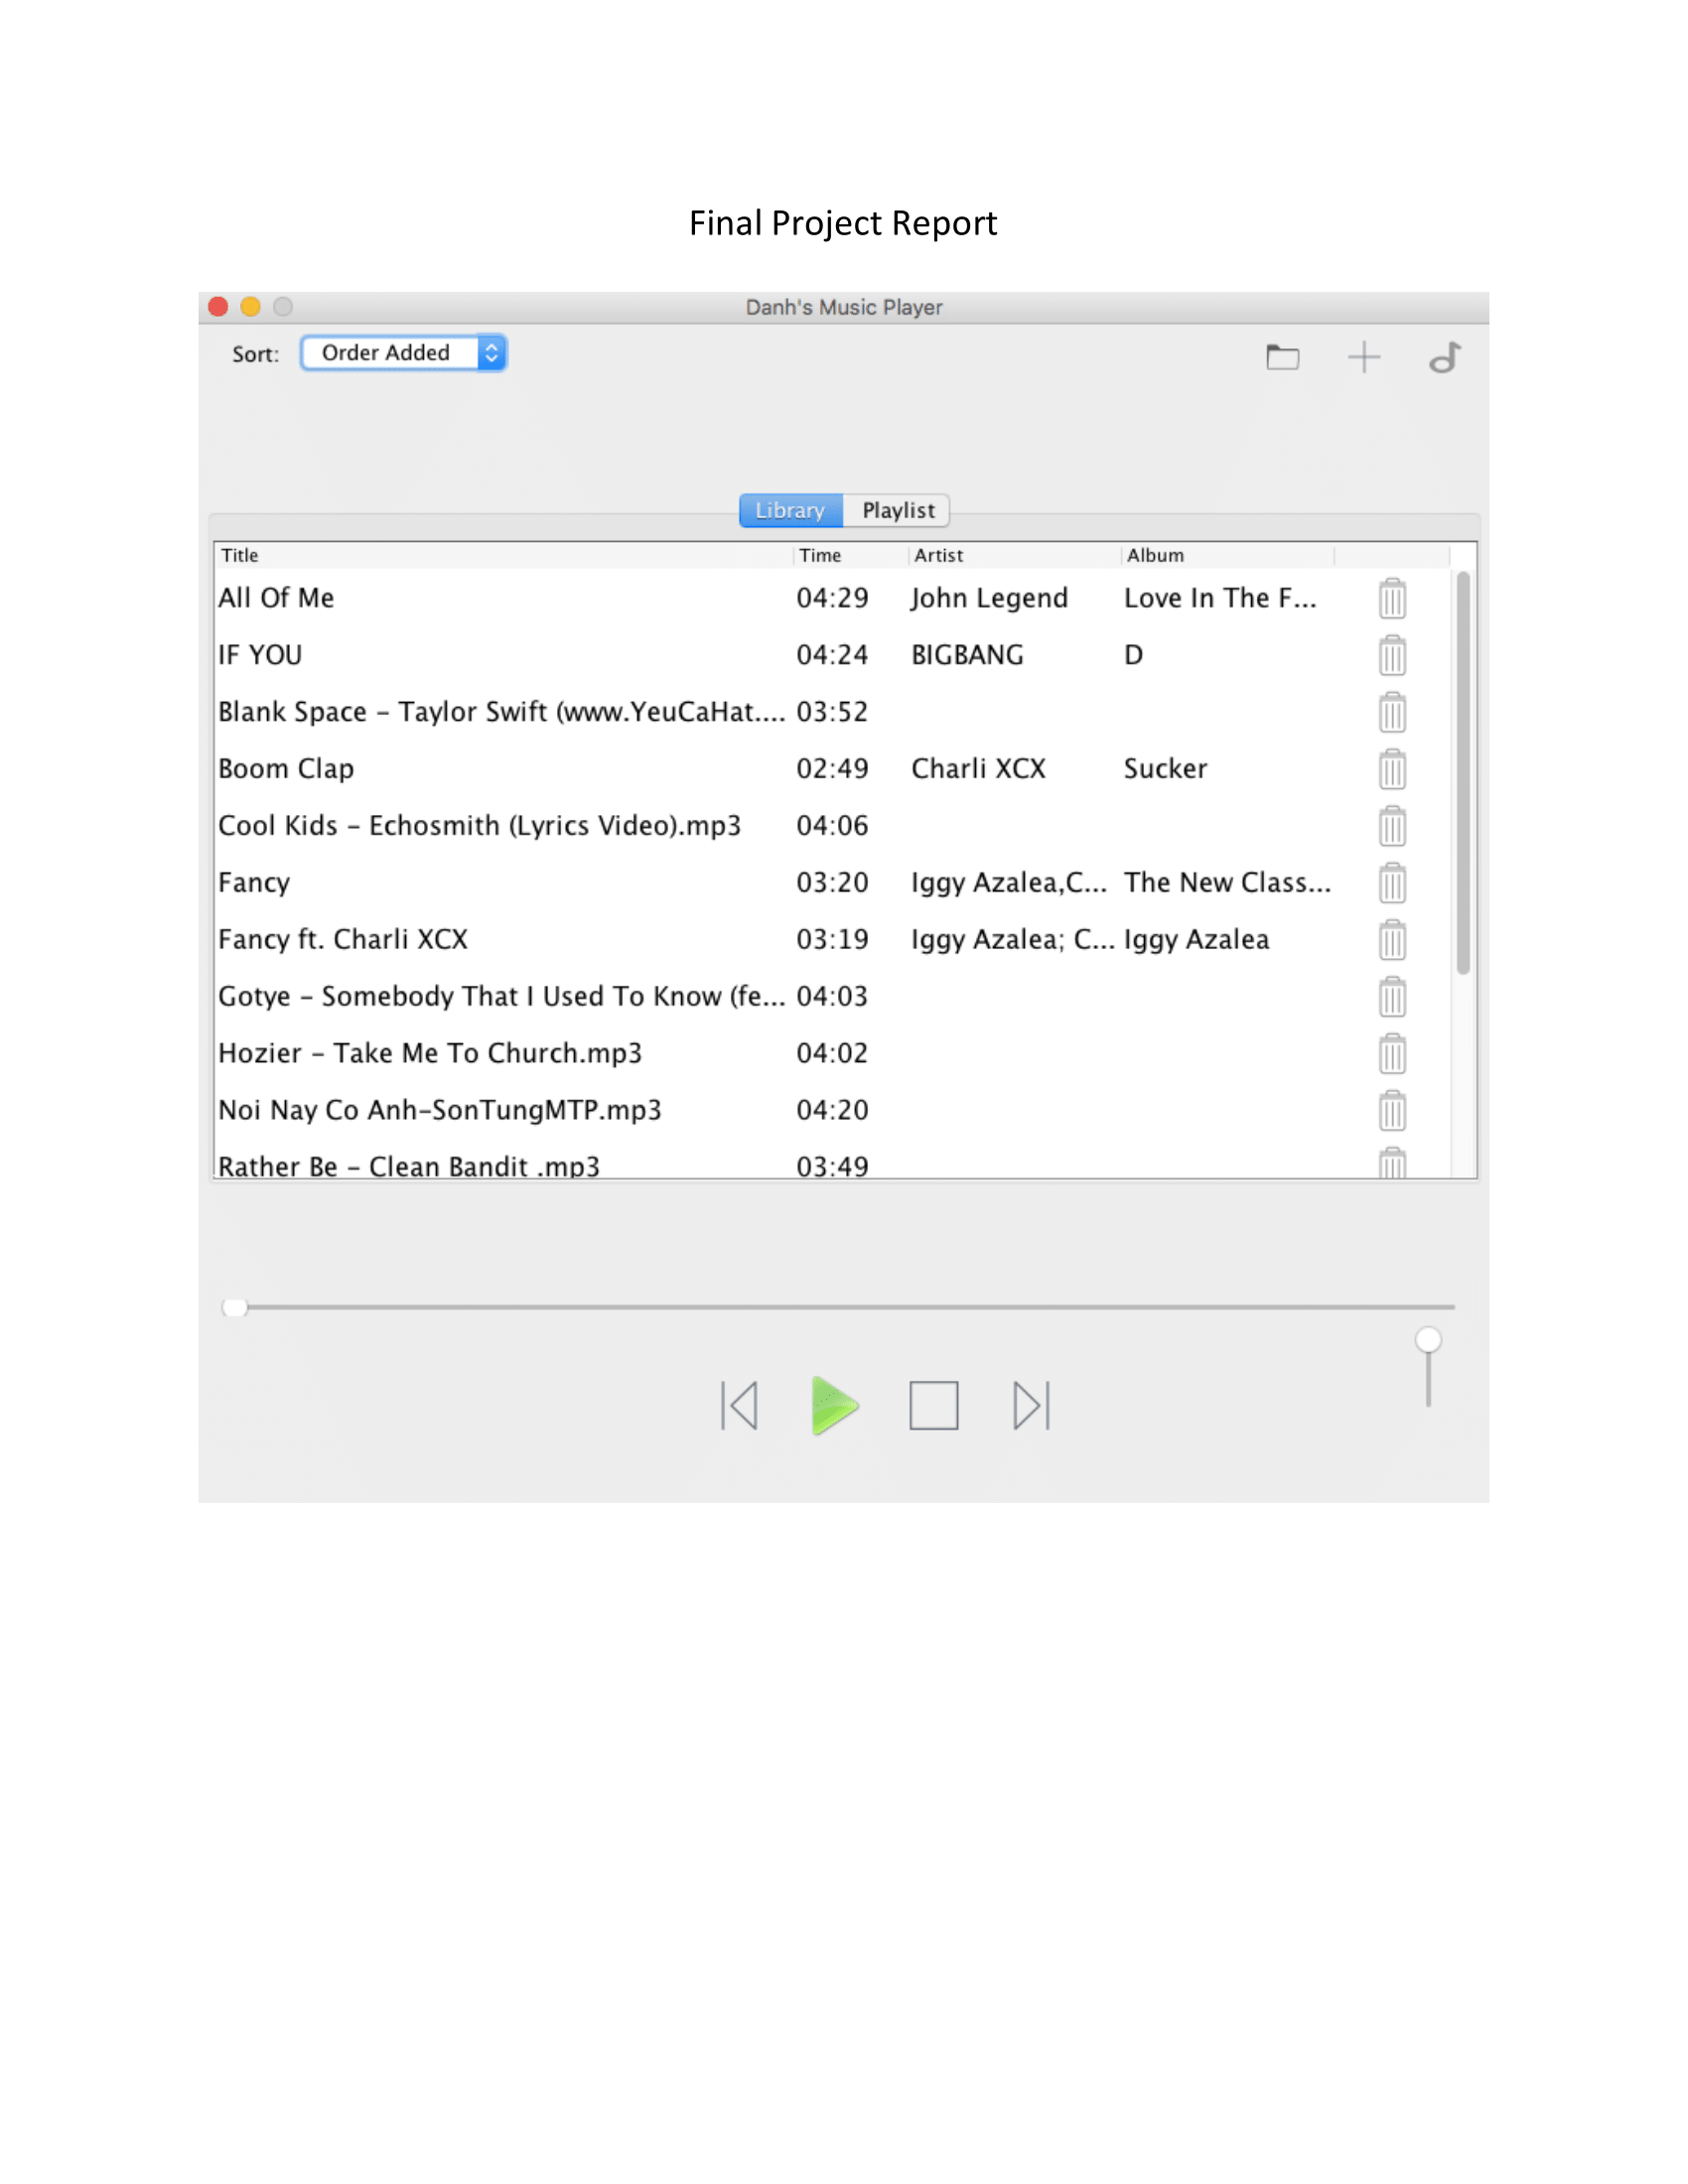 Final Project Report
Danh's Music Player
Sort: Order Added
Library Playlist
Title Time Artist Album
All Of Me 04:29 John Legend Love In The F...
IF YOU 04:24 BIGBANG D
Blank Space – Taylor Swift (www.YeuCaHat.... 03:52
Boom Clap 02:49 Charli XCX Sucker
Cool Kids – Echosmith (Lyrics Video).mp3 04:06
Fancy 03:20 Iggy Azalea,C... The New Class...
Fancy ft. Charli XCX 03:19 Iggy Azalea; C... Iggy Azalea
Gotye – Somebody That I Used To Know (fe... 04:03
Hozier – Take Me To Church.mp3 04:02
Noi Nay Co Anh–SonTungMTP.mp3 04:20
Rather Be – Clean Bandit .mp3 03:49